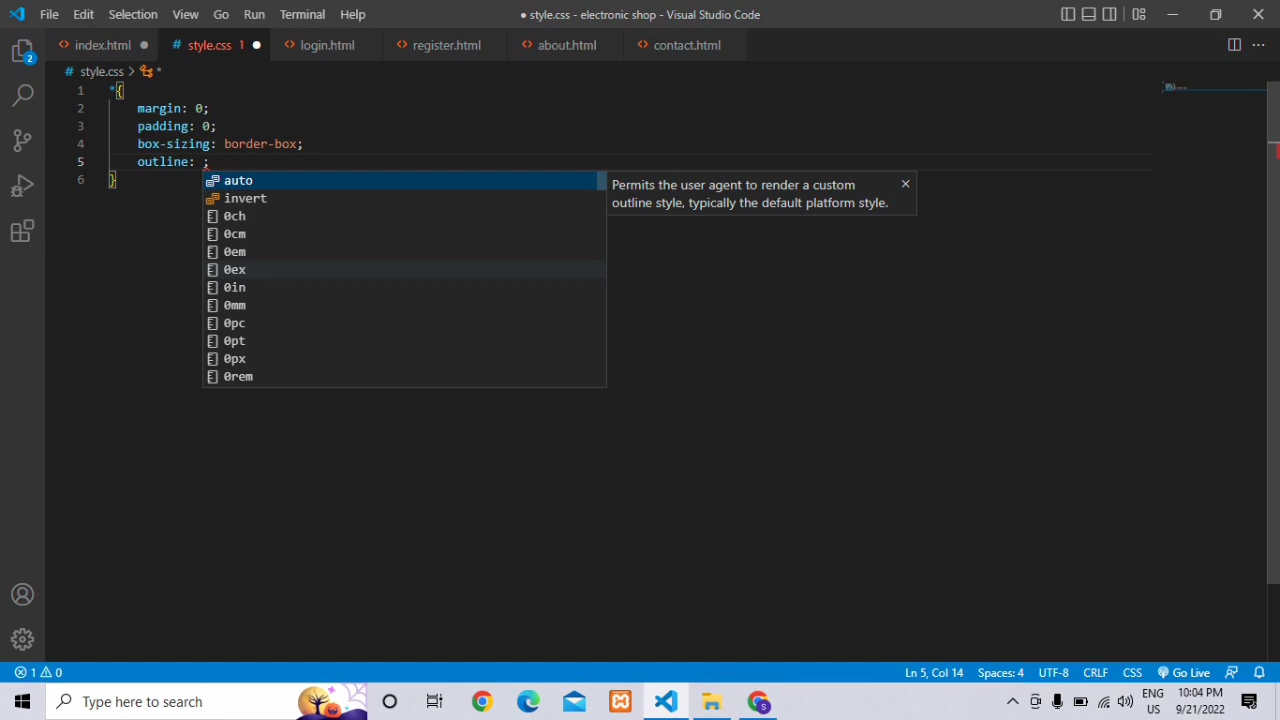 File Edit Selection View Go Run Terminal Help
● style.css - electronic shop - Visual Studio Code
index.html ●
# style.css 1 ●
login.html
register.html
about.html
contact.html
# style.css > *
1 *{
2 margin: 0;
3 padding: 0;
4 box-sizing: border-box;
5 outline: ;
6 }
auto
invert
0ch
0cm
0em
0ex
0in
0mm
0pc
0pt
0px
0rem
Permits the user agent to render a custom
outline style, typically the default platform style.
2
1 0
Ln 5, Col 14 Spaces: 4 UTF-8 CRLF CSS Go Live
Type here to search
S
ENG
US
10:04 PM
9/21/2022